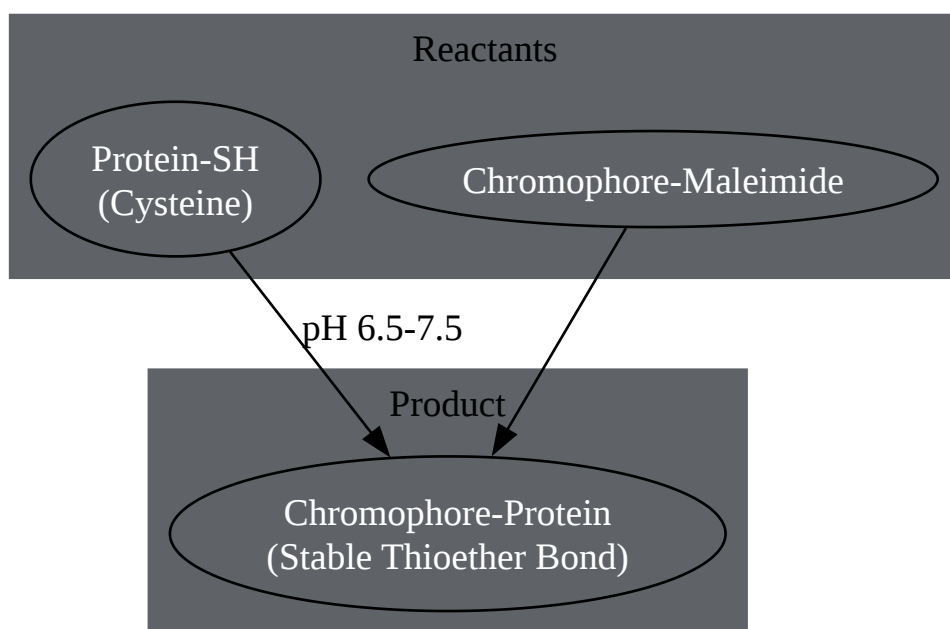 Reactants
Protein-SH
(Cysteine)
Chromophore-Maleimide
pH 6.5-7.5
Product
Chromophore-Protein
(Stable Thioether Bond)